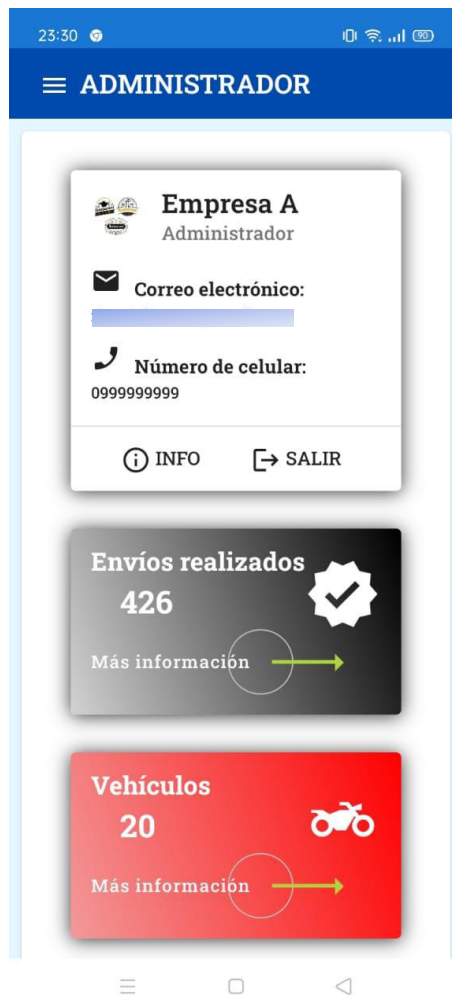 23:30
90
ADMINISTRADOR
Empresa A
Administrador
Correo electrónico:
Número de celular:
0999999999
INFO
SALIR
Envíos realizados
426
Más información
Vehículos
20
Más información